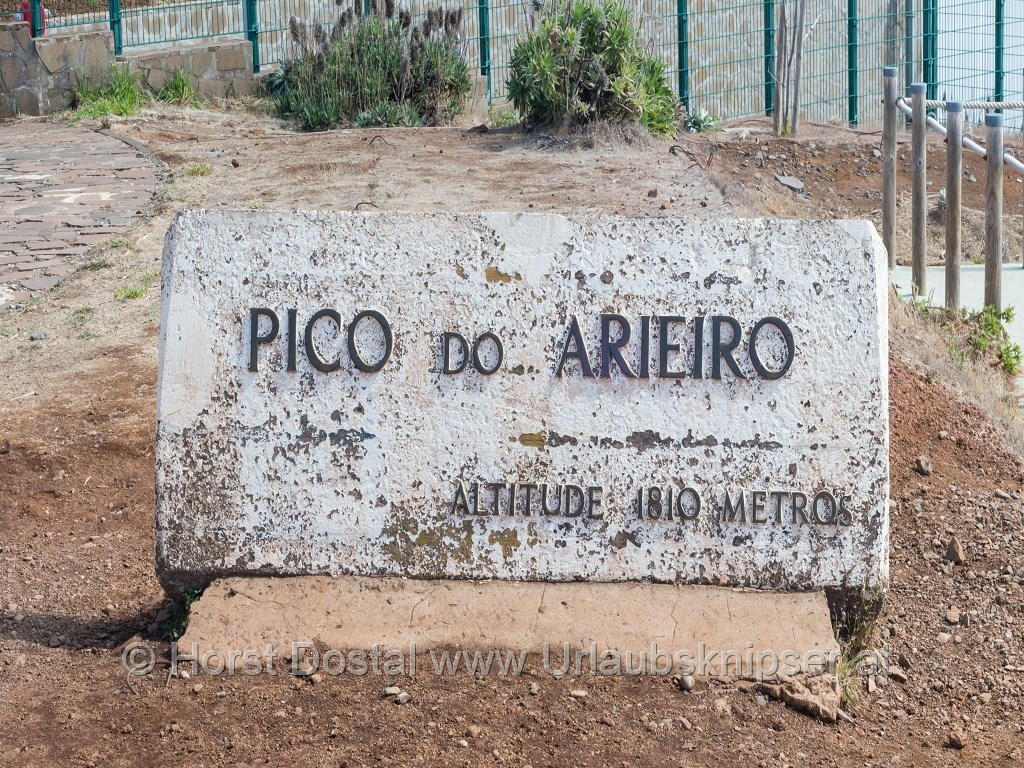 PICO DO ARIEIRO
ALTITUDE 1810 METROS
© Horst Dostal www.Urlaubsknipser.at